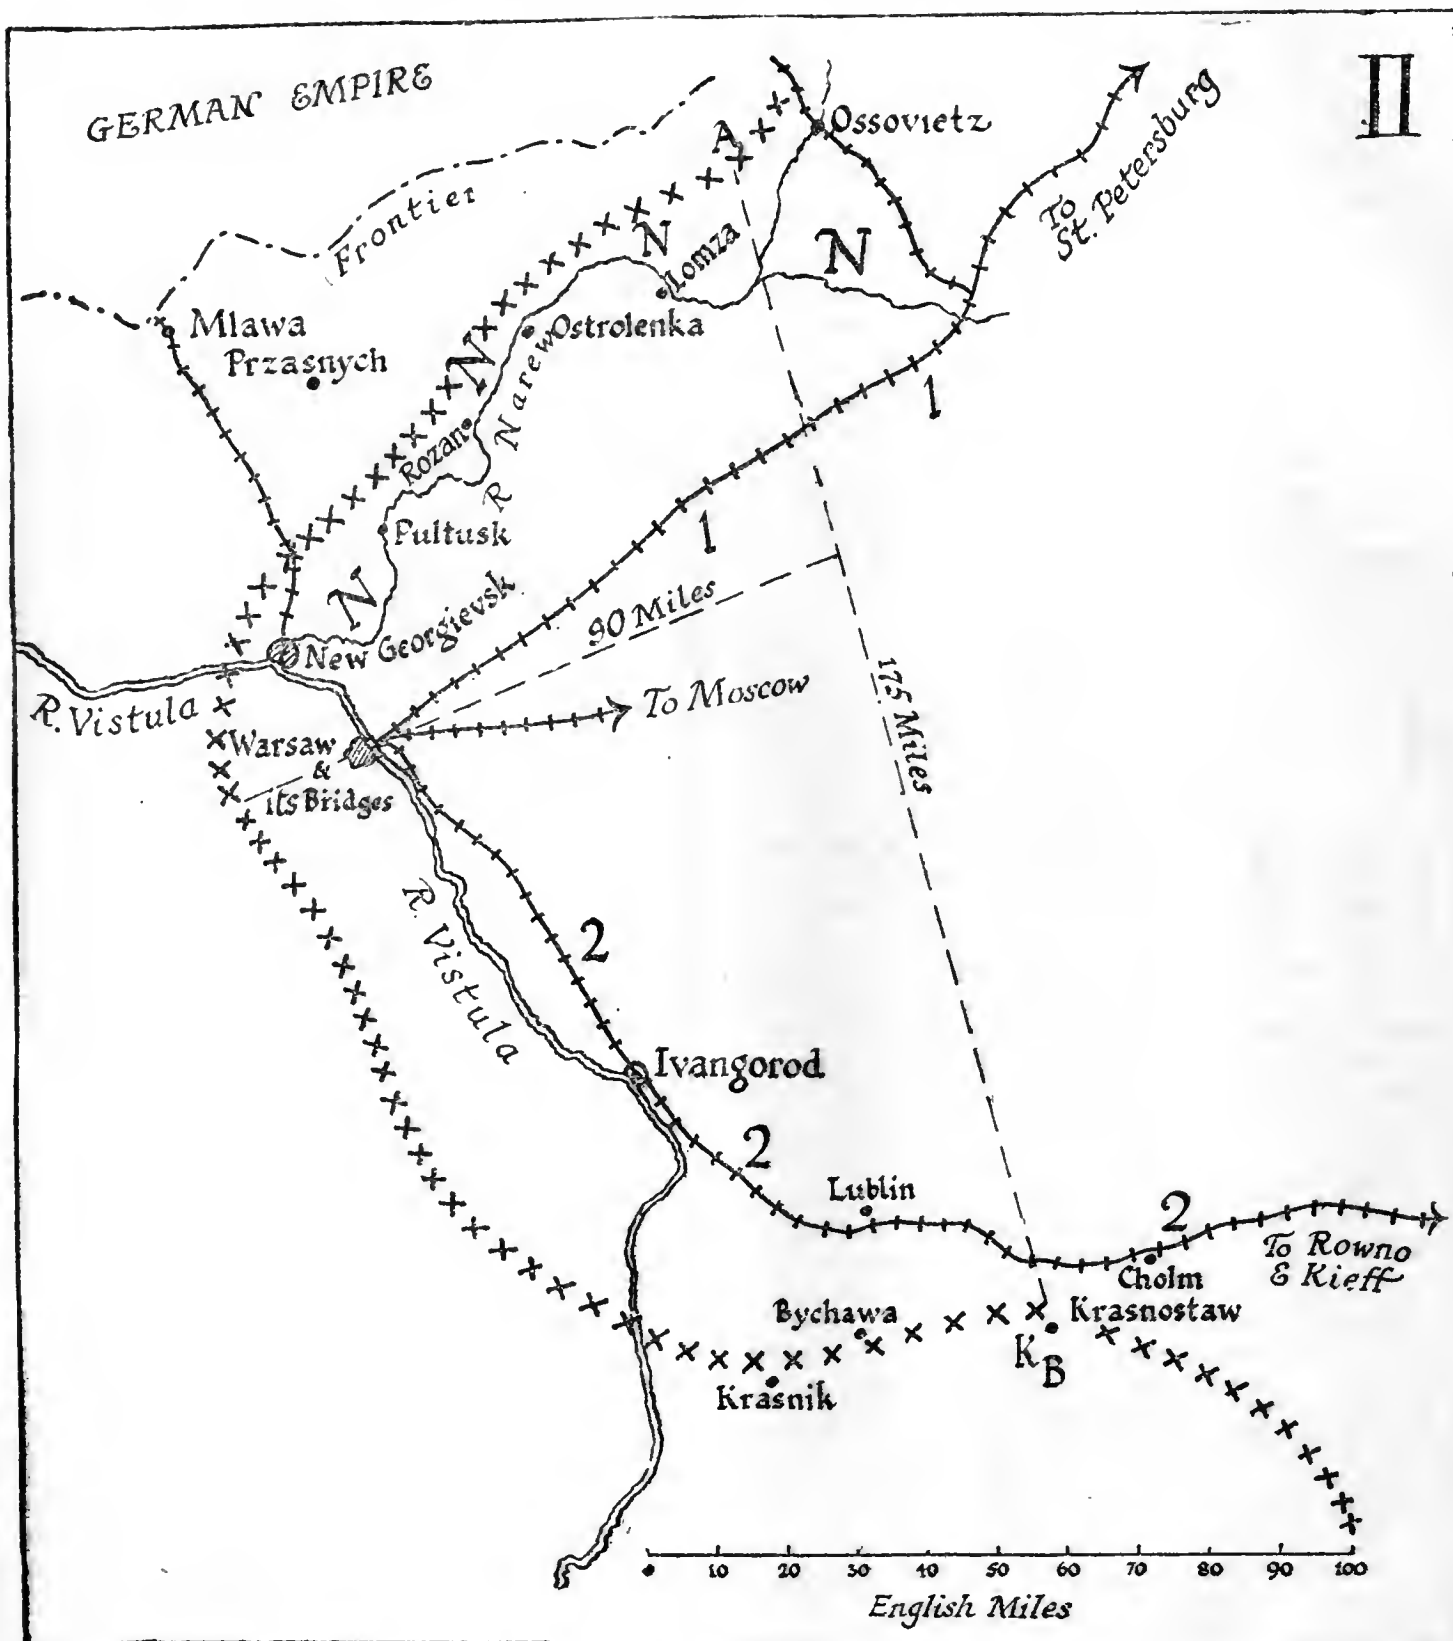 GERMAN EMPIRE
II
A
Ossovietz
To
St. Petersburg
Frontier
N
Lomza
N
Mlawa
Przasnych
Ostrolenka
N
R Narew
1
Rozan
Pultusk
1
N
New Georgievsk
90 Miles
175 Miles
To Moscow
R. Vistula
Warsaw
&
its Bridges
R. Vistula
2
Ivangorod
2
Lublin
2
To Rowno
& Kieff
Cholm
Krasnostaw
Bychawa
K
B
Krasnik
0 10 20 30 40 50 60 70 80 90 100
English Miles